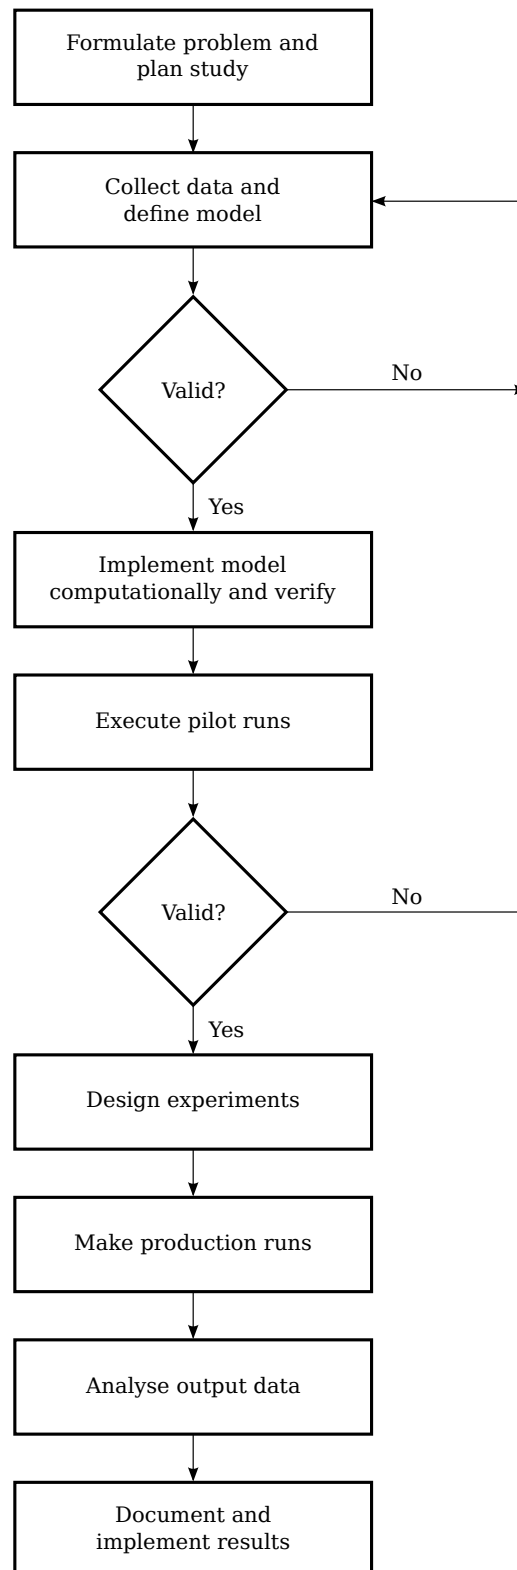 Formulate problem and
plan study
Collect data and
define model
Valid?
No
Yes
Implement model
computationally and verify
Execute pilot runs
Valid?
No
Yes
Design experiments
Make production runs
Analyse output data
Document and
implement results